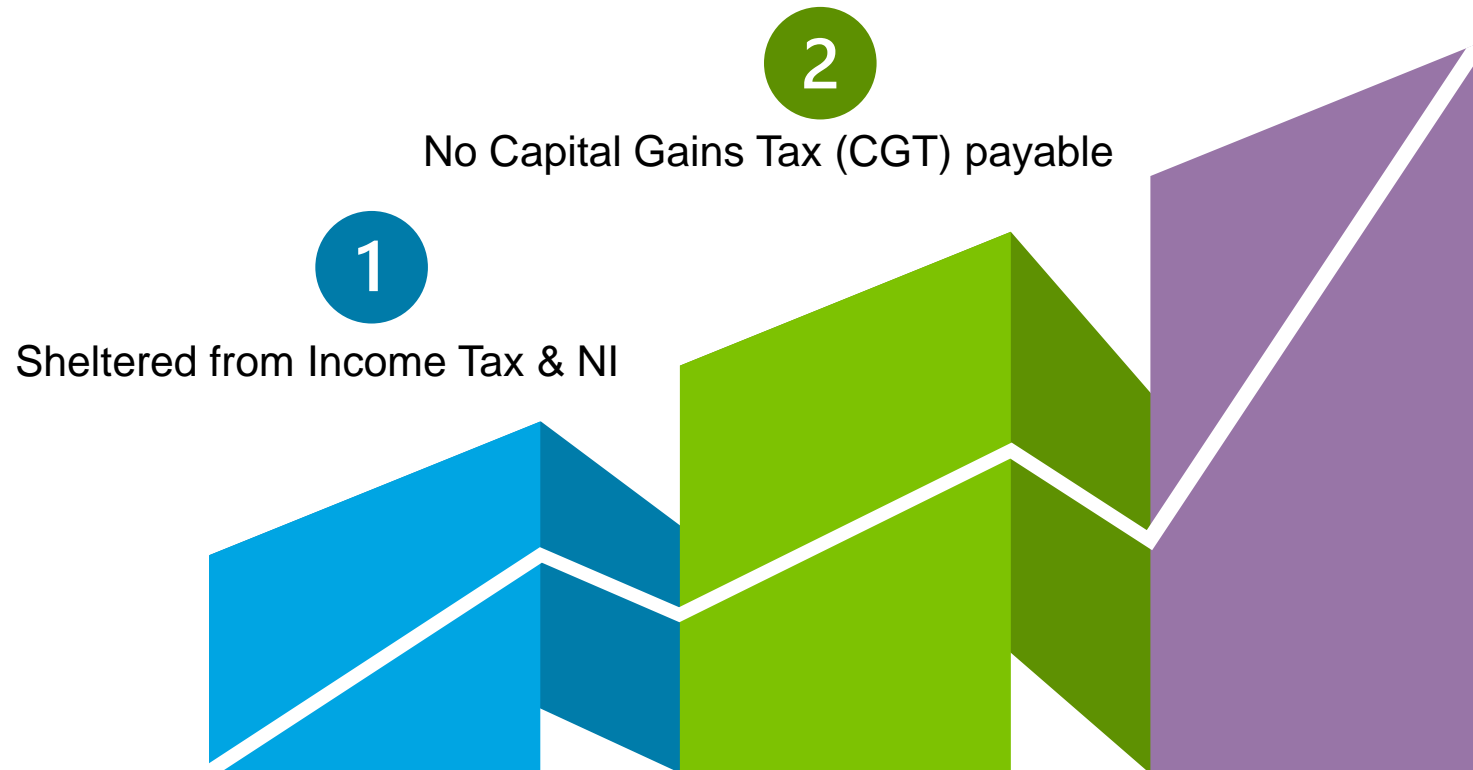 2
No Capital Gains Tax (CGT) payable
1
Sheltered from Income Tax & NI